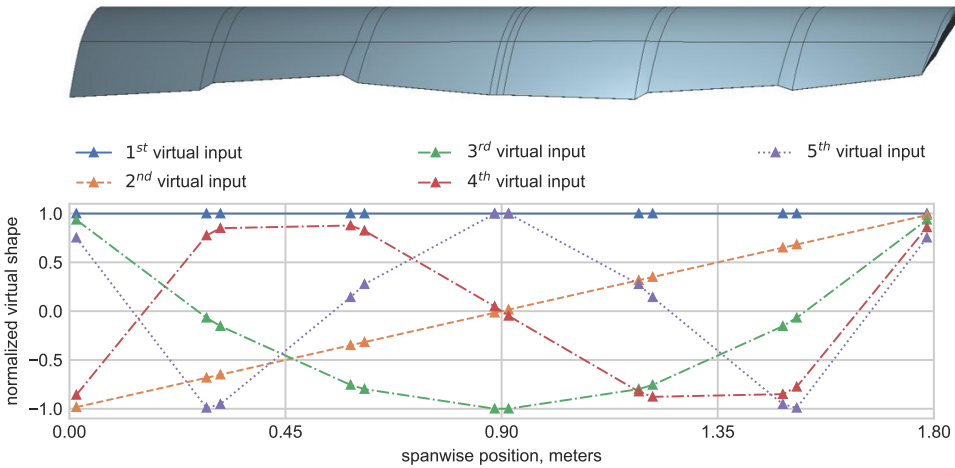 1st virtual input
2nd virtual input
3rd virtual input
4th virtual input
5th virtual input
normalized virtual shape
1.0
0.5
0.0
−0.5
−1.0
0.00 0.45 0.90 1.35 1.80
spanwise position, meters